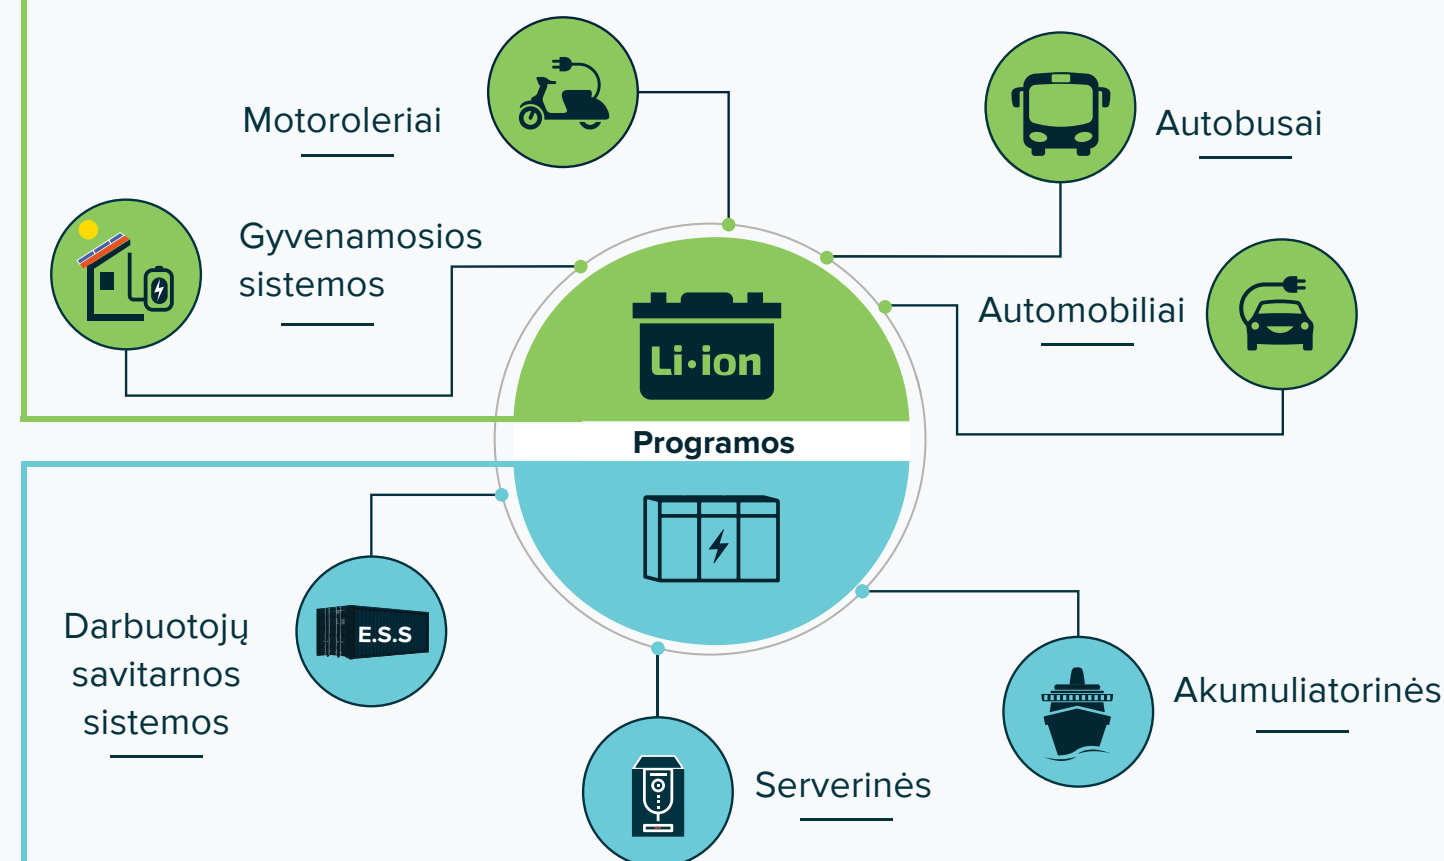 Motoroleriai
Autobusai
Gyvenamosios
sistemos
Automobiliai
Li·ion
Programos
Darbuotojų
savitarnos
sistemos
E.S.S
Akumuliatorinės
Serverinės